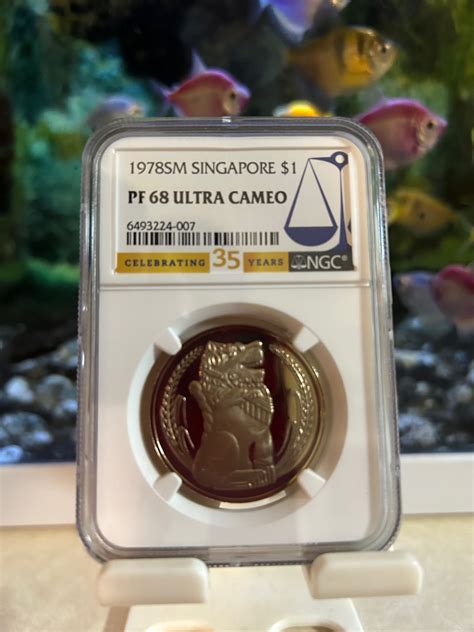 1978SM SINGAPORE $1
PF 68 ULTRA CAMEO
6493224-007
CELEBRATING 35 YEARS NGC®